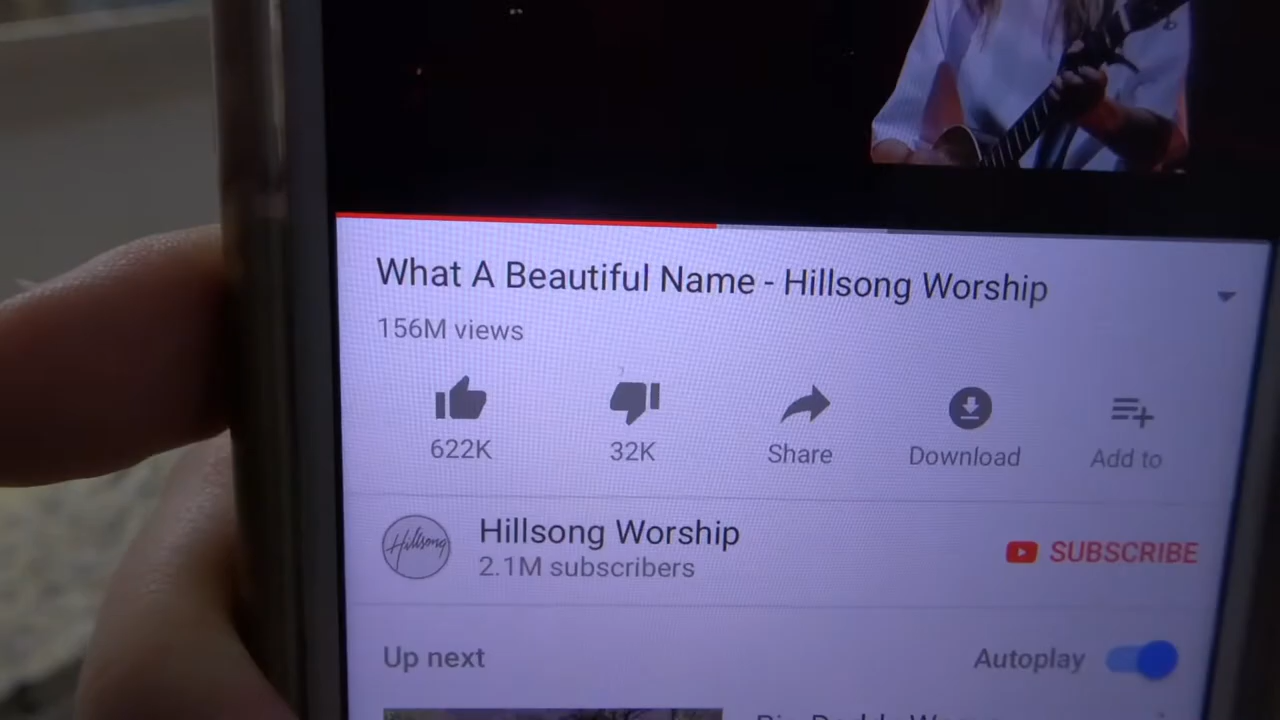 What A Beautiful Name - Hillsong Worship
156M views
622K
32K
Share
Download
Add to
Hillsong
Hillsong Worship
2.1M subscribers
SUBSCRIBE
Up next
Autoplay